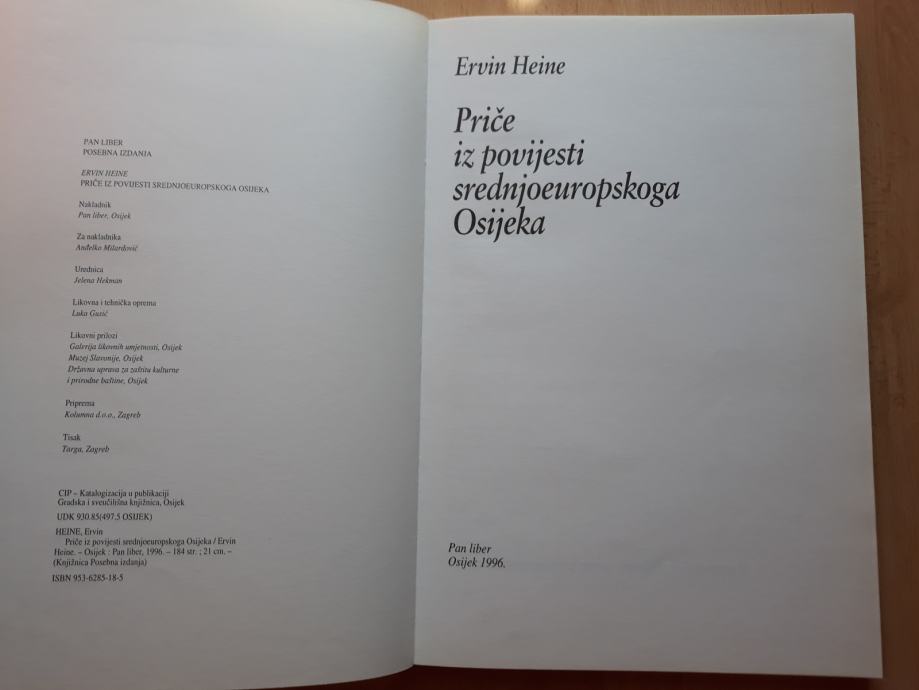 PAN LIBER
POSEBNA IZDANJA
ERVIN HEINE
PRIČE IZ POVIJESTI SREDNJOEUROPSKOGA OSIJEKA
Nakladnik
Pan liber, Osijek
Za nakladnika
Anđelko Milardović
Urednica
Jelena Hekman
Likovna i tehnička oprema
Luka Gusić
Likovni prilozi
Galerija likovnih umjetnosti, Osijek
Muzej Slavonije, Osijek
Državna uprava za zaštitu kulturne
i prirodne baštine, Osijek
Priprema
Kolumna d.o.o., Zagreb
Tisak
Targa, Zagreb
CIP – Katalogizacija u publikaciji
Gradska i sveučilišna knjižnica, Osijek
UDK 930.85(497.5 OSIJEK)
HEINE, Ervin
Priče iz povijesti srednjoeuropskoga Osijeka / Ervin
Heine. – Osijek : Pan liber, 1996. – 184 str. ; 21 cm. –
(Knjižnica Posebna izdanja)
ISBN 953-6285-18-5
Ervin Heine
Priče
iz povijesti
srednjoeuropskoga
Osijeka
Pan liber
Osijek 1996.